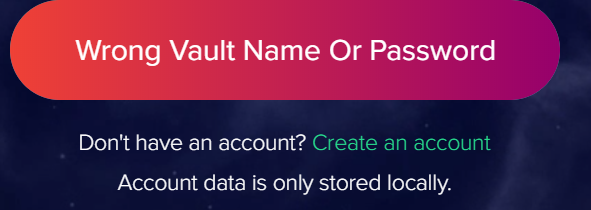 Wrong Vault Name Or Password
Don't have an account? Create an account
Account data is only stored locally.